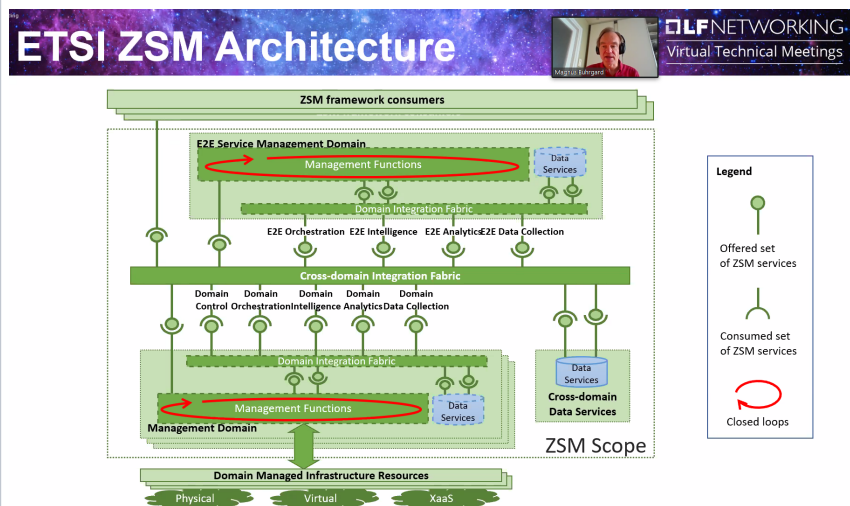 ETSI ZSM Architecture
Magnus Buhrgard
LFNETWORKING
Virtual Technical Meetings
ZSM framework consumers
E2E Service Management Domain
Management Functions
Data
Services
Domain Integration Fabric
E2E Orchestration
E2E Intelligence
E2E Analytics
E2E Data Collection
Cross-domain Integration Fabric
Domain
Control
Domain
Orchestration
Domain
Intelligence
Domain
Analytics
Domain
Data Collection
Domain Integration Fabric
Management Functions
Data
Services
Management Domain
Data
Services
Cross-domain
Data Services
ZSM Scope
Domain Managed Infrastructure Resources
Physical
Virtual
XaaS
Legend
Offered set
of ZSM services
Consumed set
of ZSM services
Closed loops